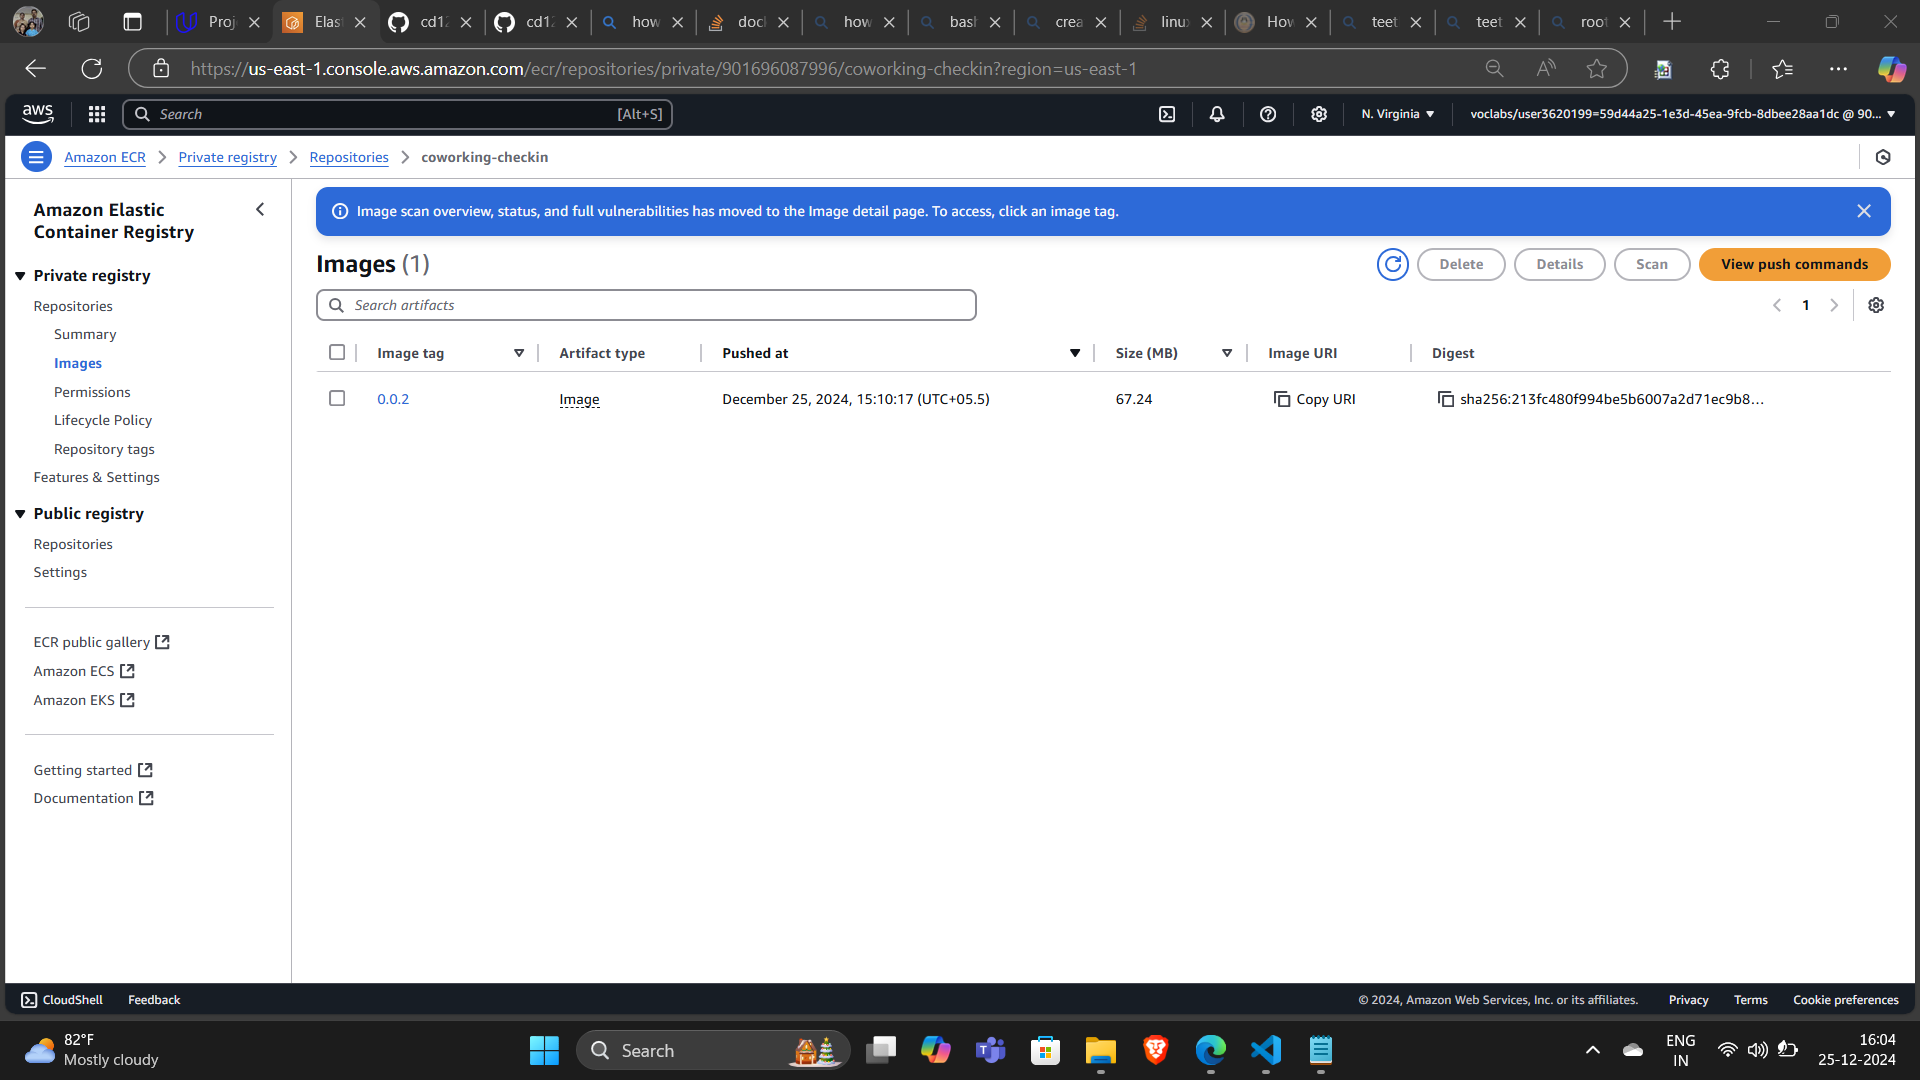 Proj
Elast
cd12
cd12
how
dock
how
bash
crea
linux
How
teet
teet
root
https://us-east-1.console.aws.amazon.com/ecr/repositories/private/901696087996/coworking-checkin?region=us-east-1
aws
Search
[Alt+S]
N. Virginia
voclabs/user3620199=59d44a25-1e3d-45ea-9fcb-8dbee28aa1dc @ 90...
Amazon ECR
Private registry
Repositories
coworking-checkin
Amazon Elastic
Container Registry
Private registry
Repositories
Summary
Images
Permissions
Lifecycle Policy
Repository tags
Features & Settings
Public registry
Repositories
Settings
ECR public gallery
Amazon ECS
Amazon EKS
Getting started
Documentation
Image scan overview, status, and full vulnerabilities has moved to the Image detail page. To access, click an image tag.
Images (1)
Delete
Details
Scan
View push commands
Search artifacts
1
Image tag
Artifact type
Pushed at
Size (MB)
Image URI
Digest
0.0.2
Image
December 25, 2024, 15:10:17 (UTC+05.5)
67.24
Copy URI
sha256:213fc480f994be5b6007a2d71ec9b8...
CloudShell
Feedback
© 2024, Amazon Web Services, Inc. or its affiliates.
Privacy
Terms
Cookie preferences
82°F
Mostly cloudy
Search
ENG
IN
16:04
25-12-2024